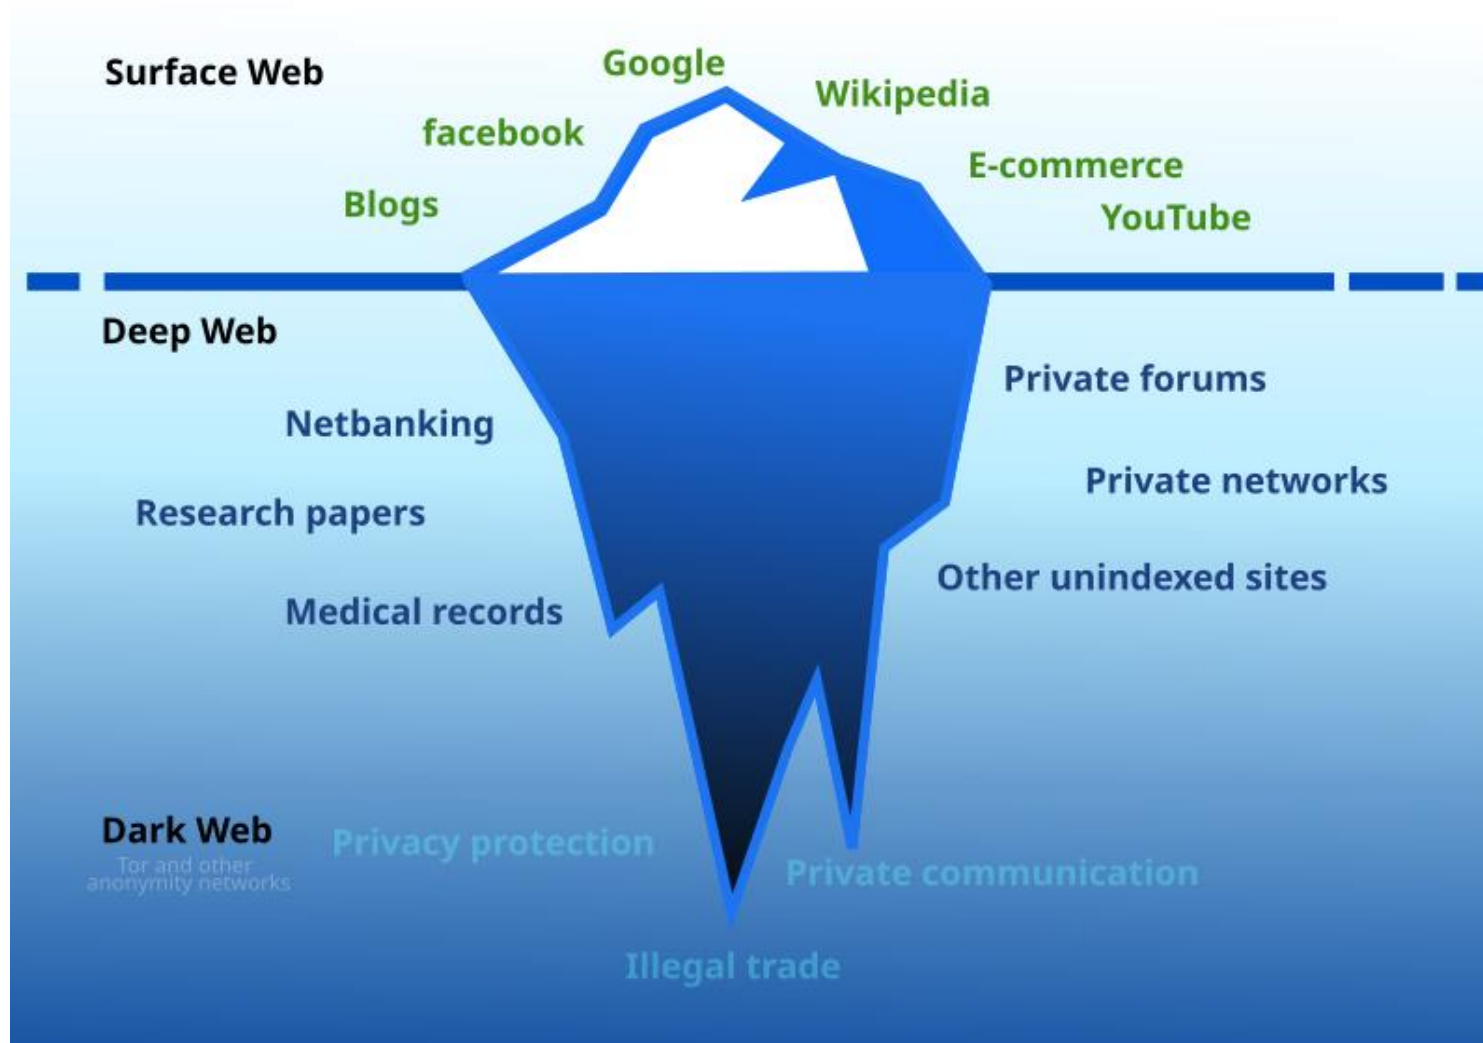 Surface Web
Google
Wikipedia
facebook
E-commerce
Blogs
YouTube
Deep Web
Private forums
Netbanking
Private networks
Research papers
Other unindexed sites
Medical records
Dark Web
Tor and other
anonymity networks
Privacy protection
Private communication
Illegal trade